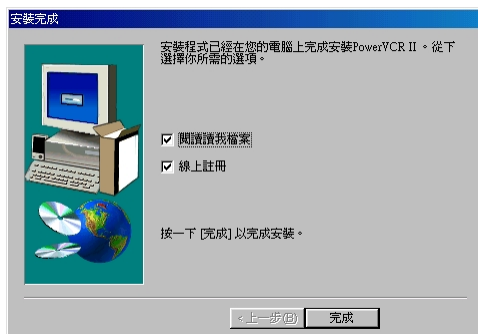 安裝完成
安裝程式已經在您的電腦上完成安裝PowerVCR II 。從下
選擇你所需的選項。
閱讀讀我檔案
線上註冊
按一下 [完成] 以完成安裝。
<上一步(B)
完成